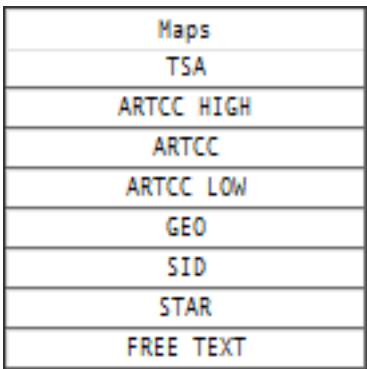 Maps
TSA
ARTCC HIGH
ARTCC
ARTCC LOW
GEO
SID
STAR
FREE TEXT